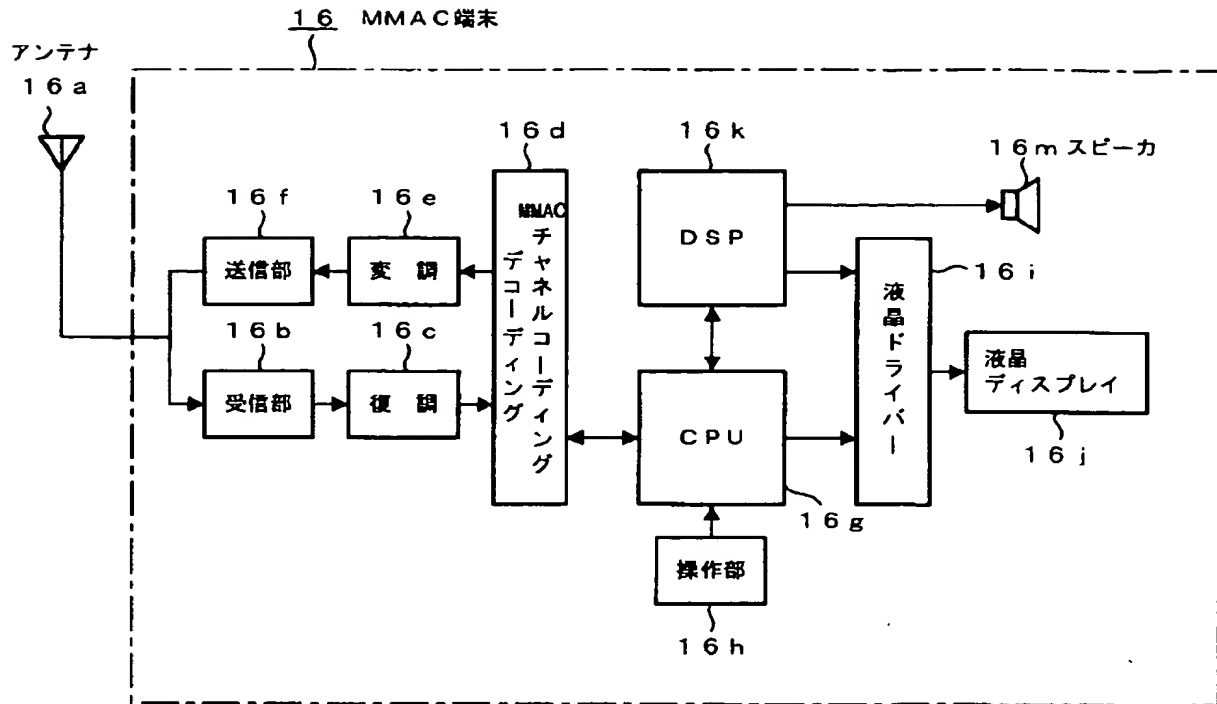 16 MMAC端末
アンテナ
16a
16d
16k
16m スピーカ
16f
16e
MMAC
チャネルコーディング
デコーディング
DSP
送信部
変調
16i
液晶ドライバー
16b
16c
液晶
ディスプレイ
受信部
復調
CPU
16j
16g
操作部
16h